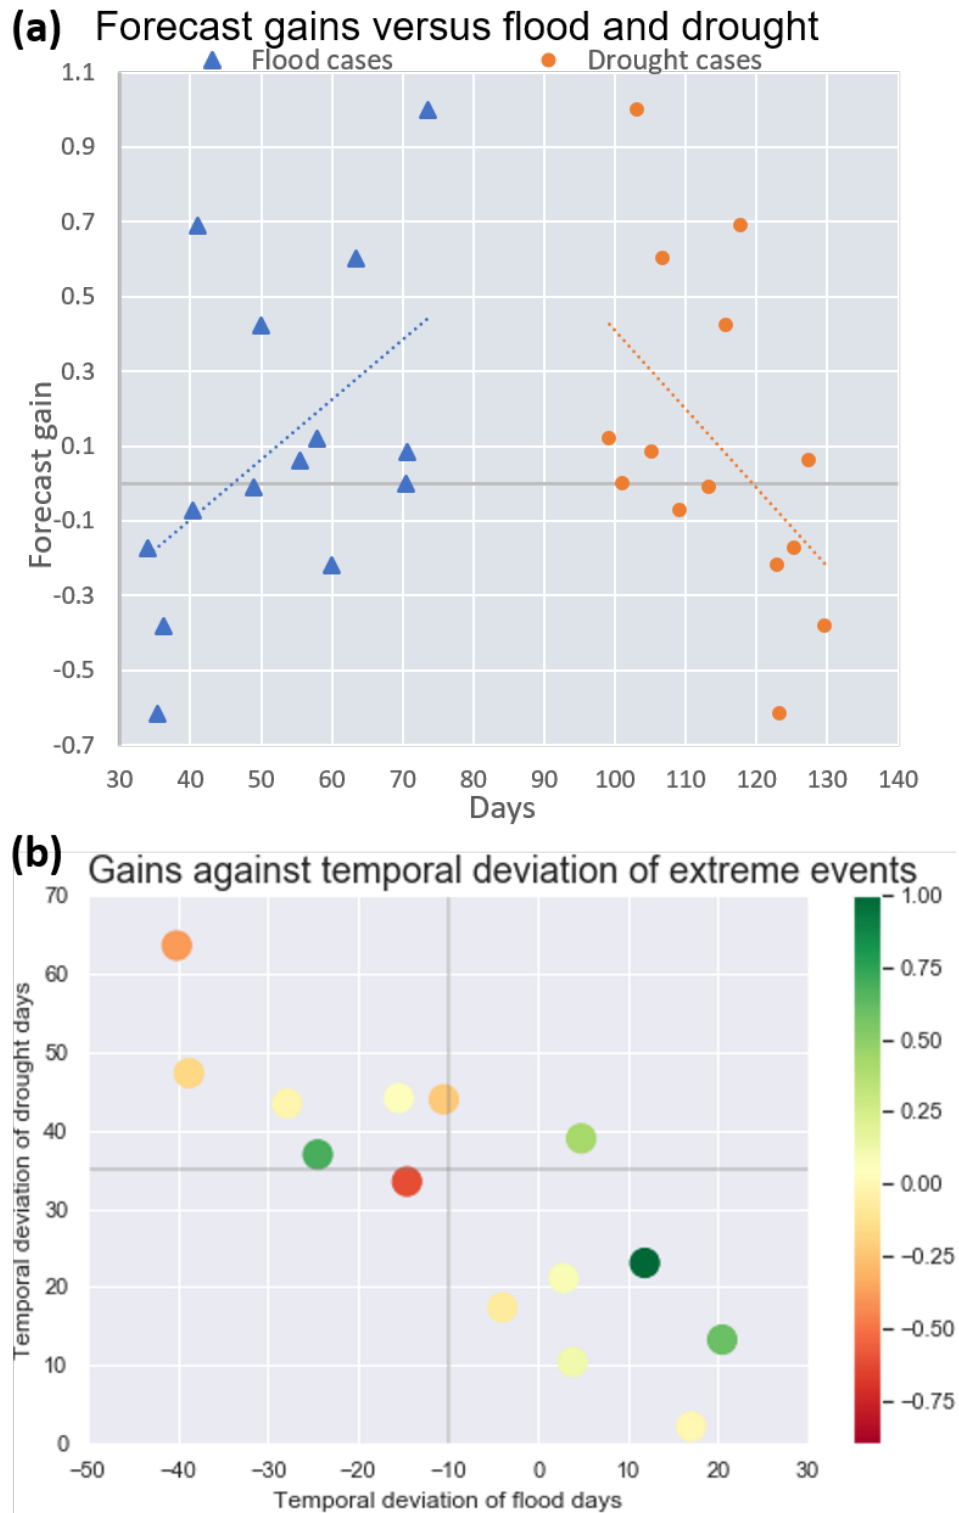 (a) Forecast gains versus flood and drought
Flood cases Drought cases
1.1
0.9
0.7
0.5
0.3
0.1
-0.1
-0.3
-0.5
-0.7
Forecast gain
30 40 50 60 70 80 90 100 110 120 130 140
Days
(b) Gains against temporal deviation of extreme events
70
60
50
40
30
20
10
0
Temporal deviation of drought days
−50 −40 −30 −20 −10 0 10 20 30
Temporal deviation of flood days
1.00
0.75
0.50
0.25
0.00
−0.25
−0.50
−0.75